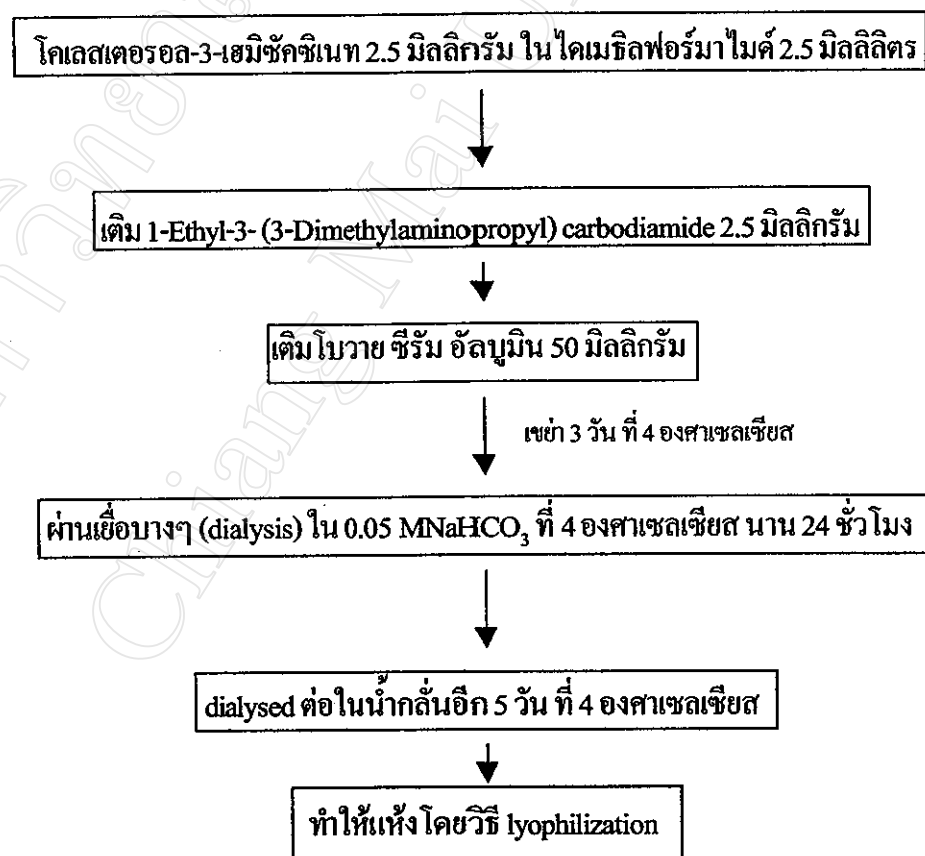 โคเลสเตอรอล-3-เฮมิซัคซิเนท 2.5 มิลลิกรัม ใน ไดเมธิลฟอร์มาไมค์ 2.5 มิลลิลิตร
เติม 1-Ethyl-3- (3-Dimethylaminopropyl) carbodiamide 2.5 มิลลิกรัม
เติมโบวาย ซีรัม อัลบูมิน 50 มิลลิกรัม
เขย่า 3 วัน ที่ 4 องศาเซลเซียส
ผ่านเยื่อบางๆ (dialysis) ใน 0.05 MNaHCO₃ ที่ 4 องศาเซลเซียส นาน 24 ชั่วโมง
dialysed ต่อในน้ำกลั่นอีก 5 วัน ที่ 4 องศาเซลเซียส
ทำให้แห้งโดยวิธี lyophilization
Chiang Mai